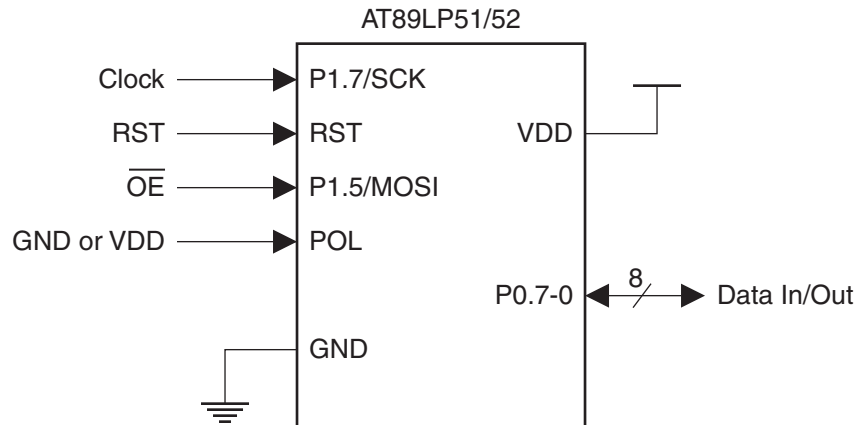 AT89LP51/52
Clock P1.7/SCK
RST RST VDD
OE P1.5/MOSI
GND or VDD POL
P0.7-0 8 Data In/Out
GND